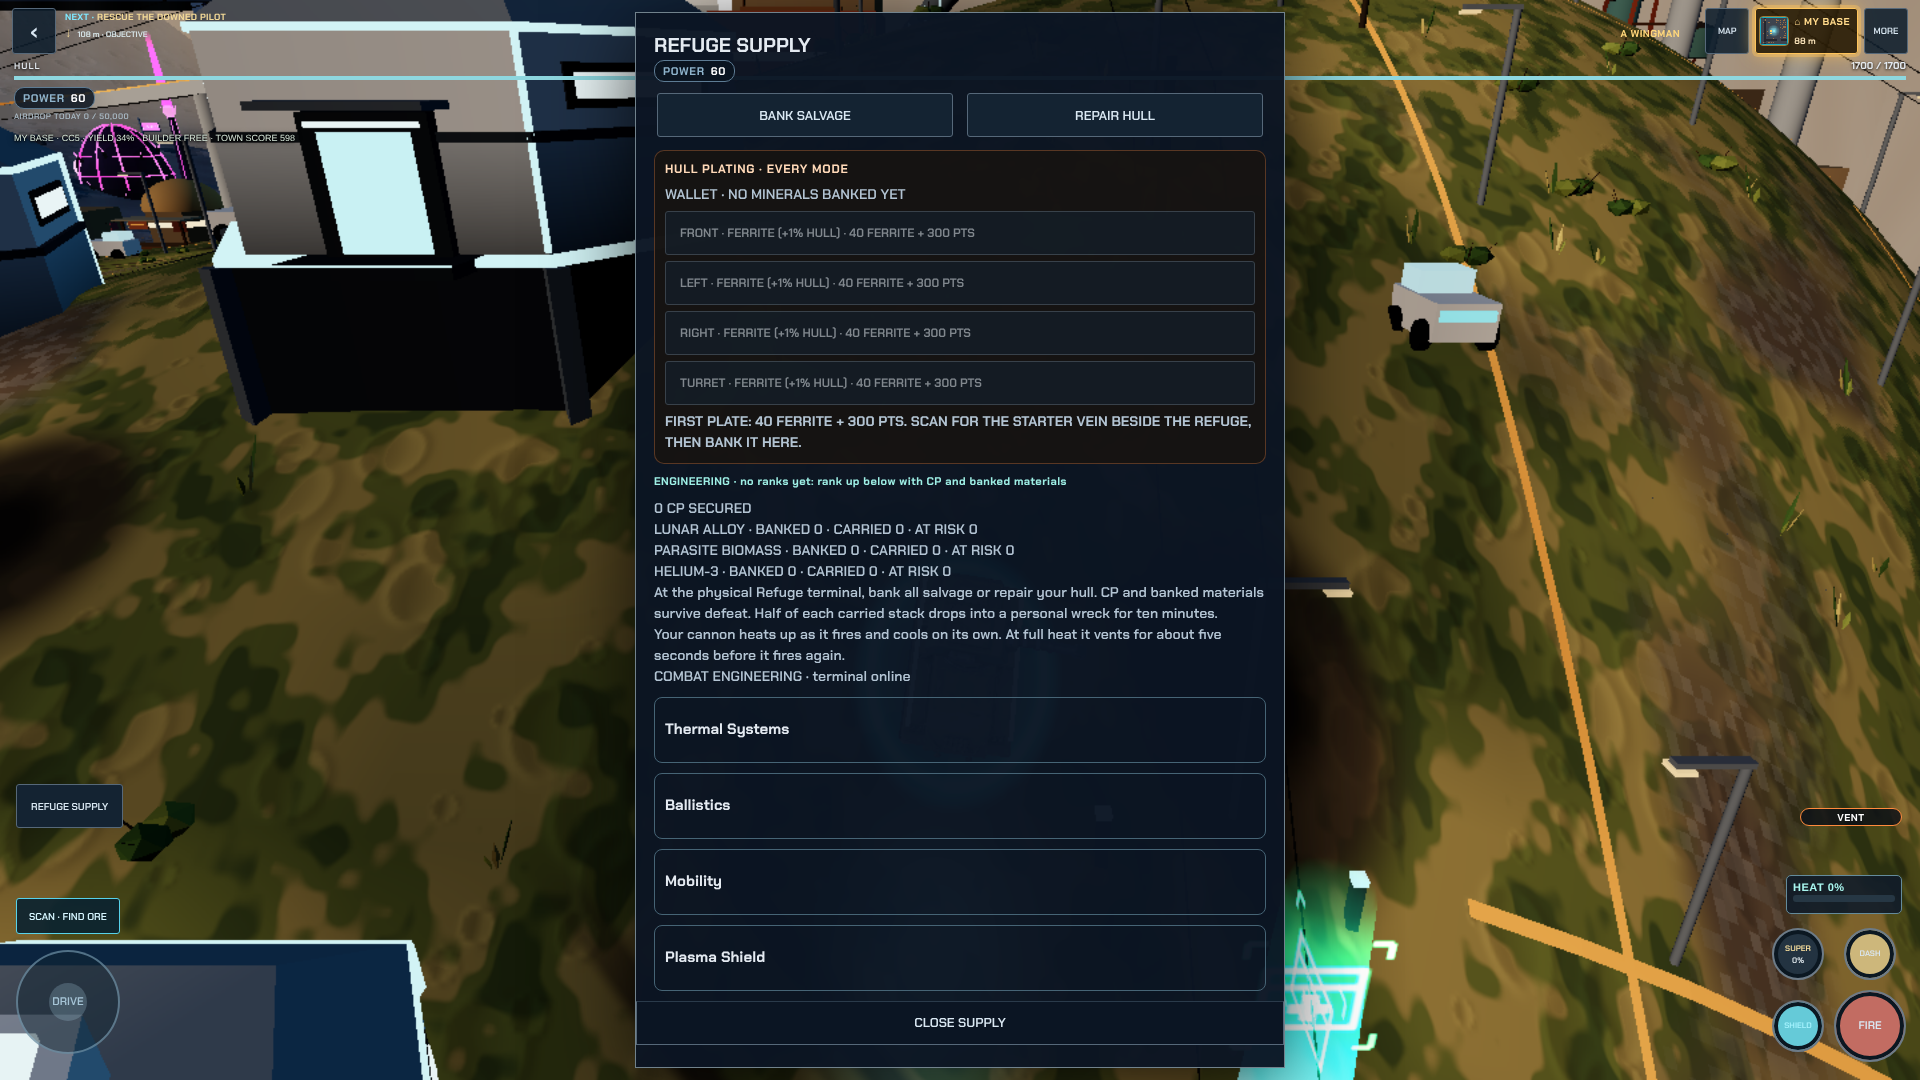 ‹
NEXT · RESCUE THE DOWNED PILOT
↓ 108 m · OBJECTIVE
HULL
POWER 60
AIRDROP TODAY 0 / 50,000
MY BASE · CC5 · YIELD 34% · BUILDER FREE · TOWN SCORE 598
A WINGMAN
MAP
⌂ MY BASE
88 m
MORE
1700 / 1700
REFUGE SUPPLY
POWER 60
BANK SALVAGE
REPAIR HULL
HULL PLATING · EVERY MODE
WALLET · NO MINERALS BANKED YET
FRONT · FERRITE (+1% HULL) · 40 FERRITE + 300 PTS
LEFT · FERRITE (+1% HULL) · 40 FERRITE + 300 PTS
RIGHT · FERRITE (+1% HULL) · 40 FERRITE + 300 PTS
TURRET · FERRITE (+1% HULL) · 40 FERRITE + 300 PTS
FIRST PLATE: 40 FERRITE + 300 PTS. SCAN FOR THE STARTER VEIN BESIDE THE REFUGE,
THEN BANK IT HERE.
ENGINEERING · no ranks yet: rank up below with CP and banked materials
0 CP SECURED
LUNAR ALLOY · BANKED 0 · CARRIED 0 · AT RISK 0
PARASITE BIOMASS · BANKED 0 · CARRIED 0 · AT RISK 0
HELIUM-3 · BANKED 0 · CARRIED 0 · AT RISK 0
At the physical Refuge terminal, bank all salvage or repair your hull. CP and banked materials
survive defeat. Half of each carried stack drops into a personal wreck for ten minutes.
Your cannon heats up as it fires and cools on its own. At full heat it vents for about five
seconds before it fires again.
COMBAT ENGINEERING · terminal online
Thermal Systems
Ballistics
Mobility
Plasma Shield
CLOSE SUPPLY
REFUGE SUPPLY
SCAN · FIND ORE
DRIVE
VENT
HEAT 0%
SUPER
0%
DASH
SHIELD
FIRE